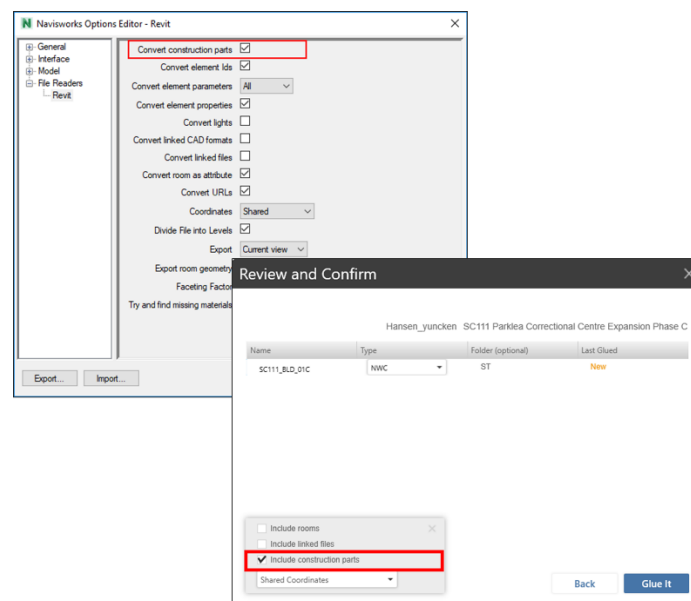 Navisworks Options Editor - Revit
General
Interface
Model
File Readers
Revit
Convert construction parts
Convert element Ids
Convert element parameters All
Convert element properties
Convert lights
Convert linked CAD formats
Convert linked files
Convert room as attribute
Convert URLs
Coordinates Shared
Divide File into Levels
Export Current view
Export room geometry
Faceting Factor
Try and find missing materials
Export... Import...
Review and Confirm
Hansen_yuncken SC111 Parklea Correctional Centre Expansion Phase C
Name Type Folder (optional) Last Glued
SC111_BLD_01C NWC ST New
Include rooms
Include linked files
Include construction parts
Shared Coordinates
Back Glue It